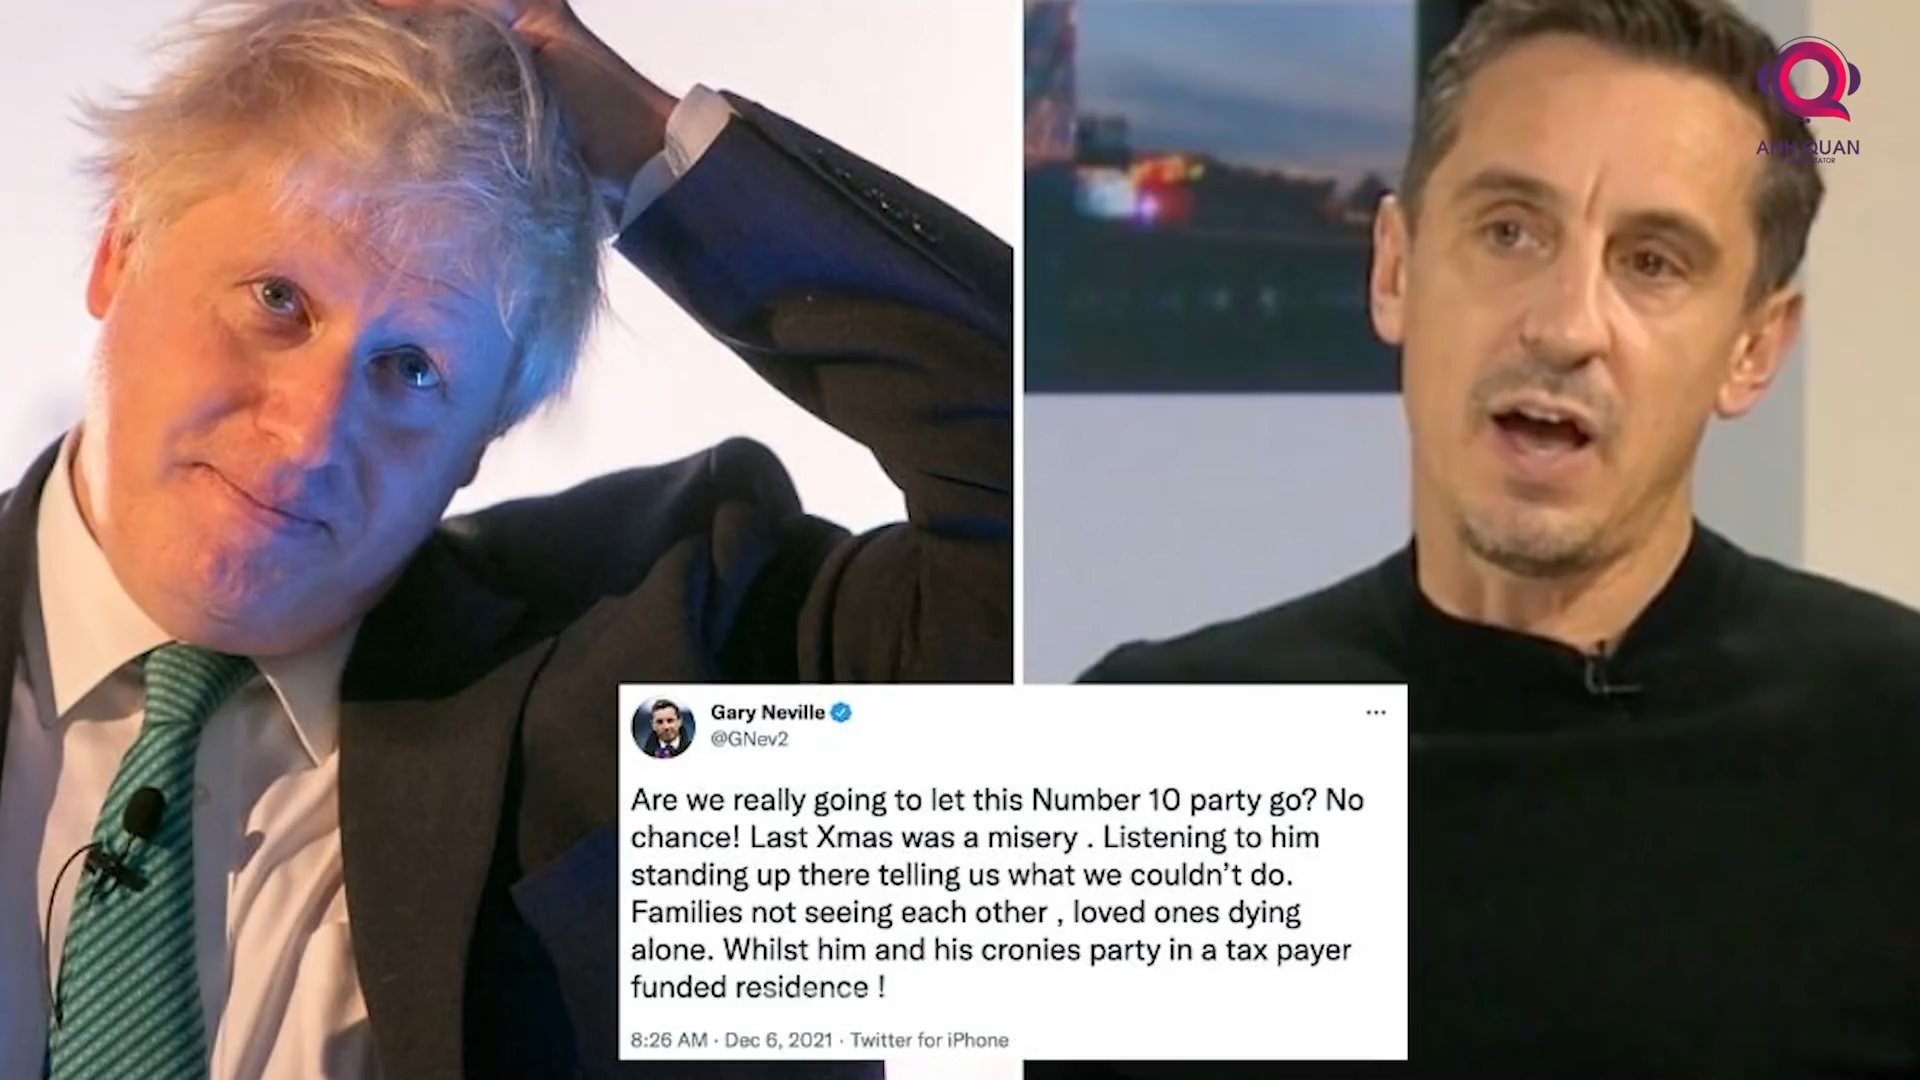 ANH QUAN
Gary Neville
@GNev2
Are we really going to let this Number 10 party go? No
chance! Last Xmas was a misery . Listening to him
standing up there telling us what we couldn't do.
Families not seeing each other , loved ones dying
alone. Whilst him and his cronies party in a tax payer
funded residence !
8:26 AM · Dec 6, 2021 · Twitter for iPhone